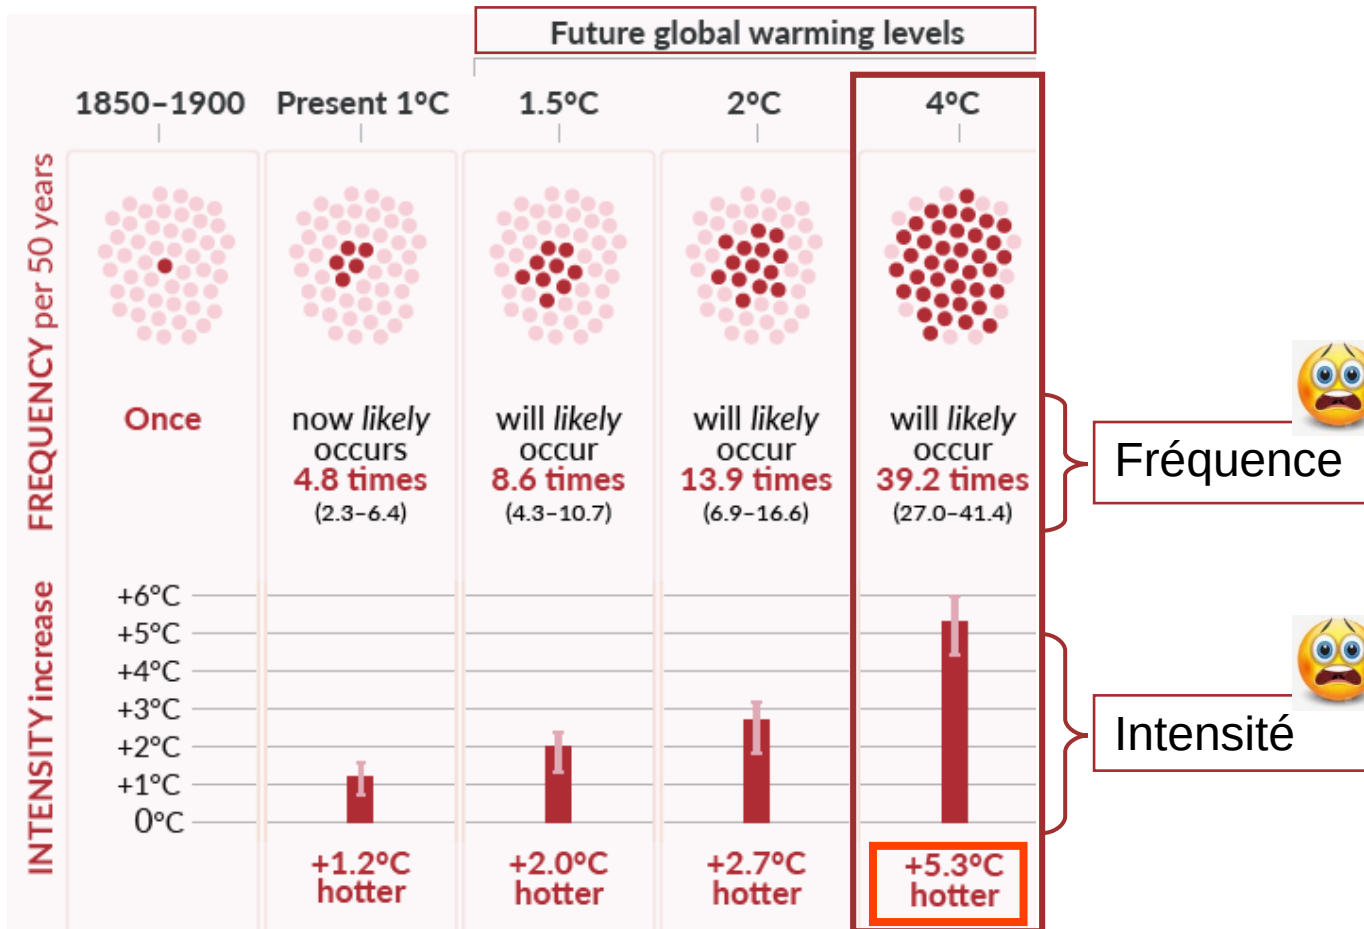 Future global warming levels
1850–1900
Present 1°C
1.5°C
2°C
4°C
FREQUENCY per 50 years
Once
now likely
occurs
4.8 times
(2.3–6.4)
will likely
occur
8.6 times
(4.3–10.7)
will likely
occur
13.9 times
(6.9–16.6)
will likely
occur
39.2 times
(27.0–41.4)
Fréquence
INTENSITY increase
+6°C
+5°C
+4°C
+3°C
+2°C
+1°C
0°C
+1.2°C
hotter
+2.0°C
hotter
+2.7°C
hotter
+5.3°C
hotter
Intensité